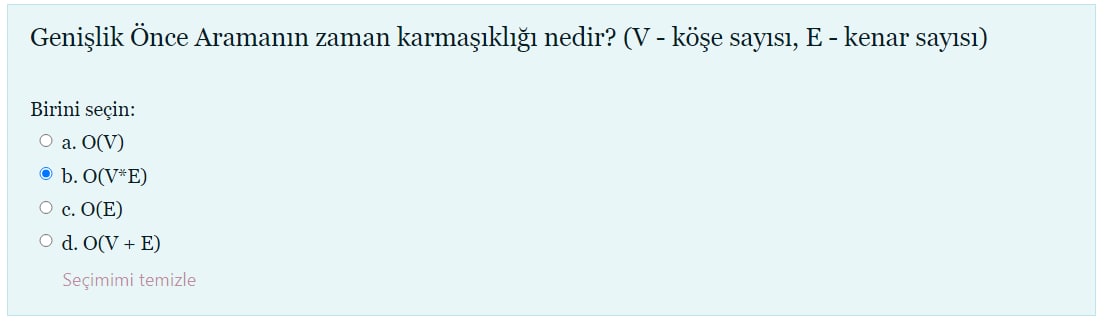 Genişlik Önce Aramanın zaman karmaşıklığı nedir? (V - köşe sayısı, E - kenar sayısı)
Birini seçin:
a. O(V)
b. O(V*E)
c. O(E)
d. O(V + E)
Seçimimi temizle